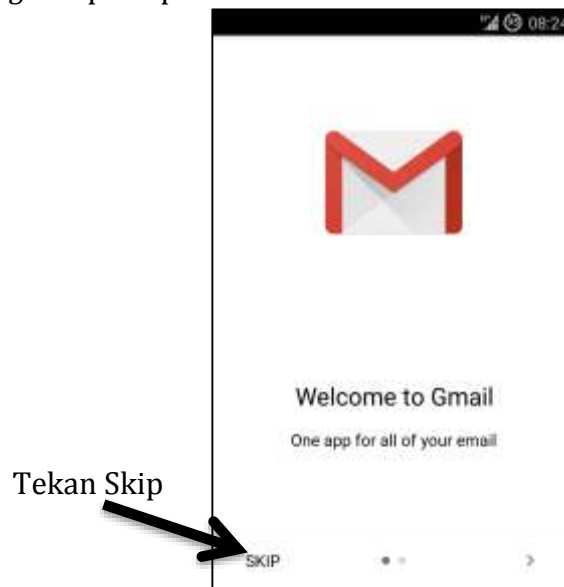 08:24
Welcome to Gmail
One app for all of your email
Tekan Skip
SKIP